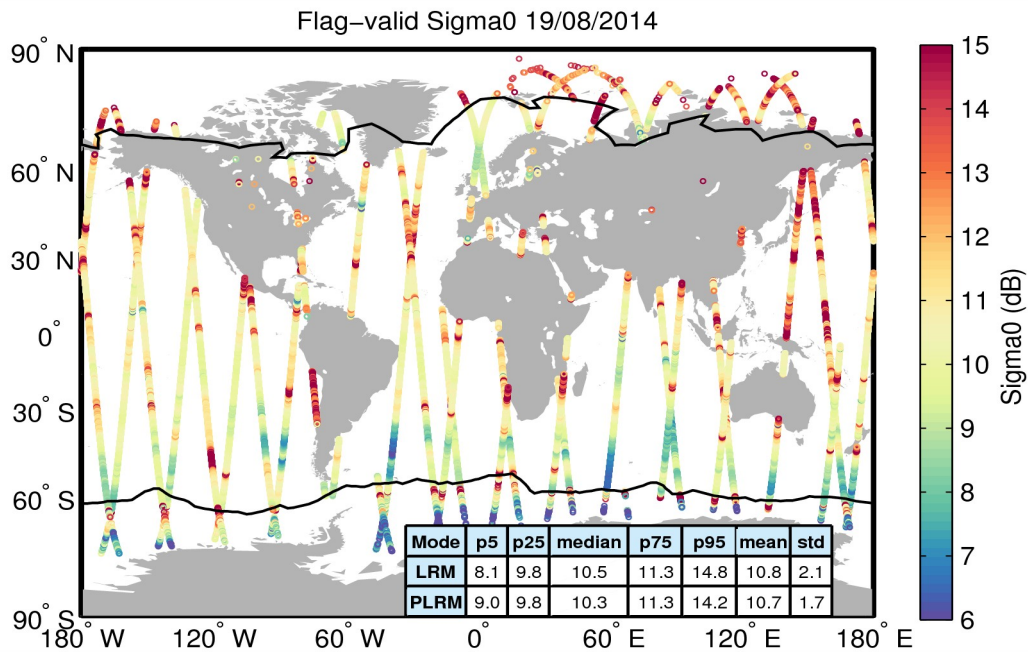 Flag−valid Sigma0 19/08/2014
90° N
60° N
30° N
0°
30° S
60° S
90° S
180° W
120° W
60° W
0°
60° E
120° E
180° E
15
14
13
12
11
10
9
8
7
6
Sigma0 (dB)
Mode p5 p25 median p75 p95 mean std
LRM 8.1 9.8 10.5 11.3 14.8 10.8 2.1
PLRM 9.0 9.8 10.3 11.3 14.2 10.7 1.7